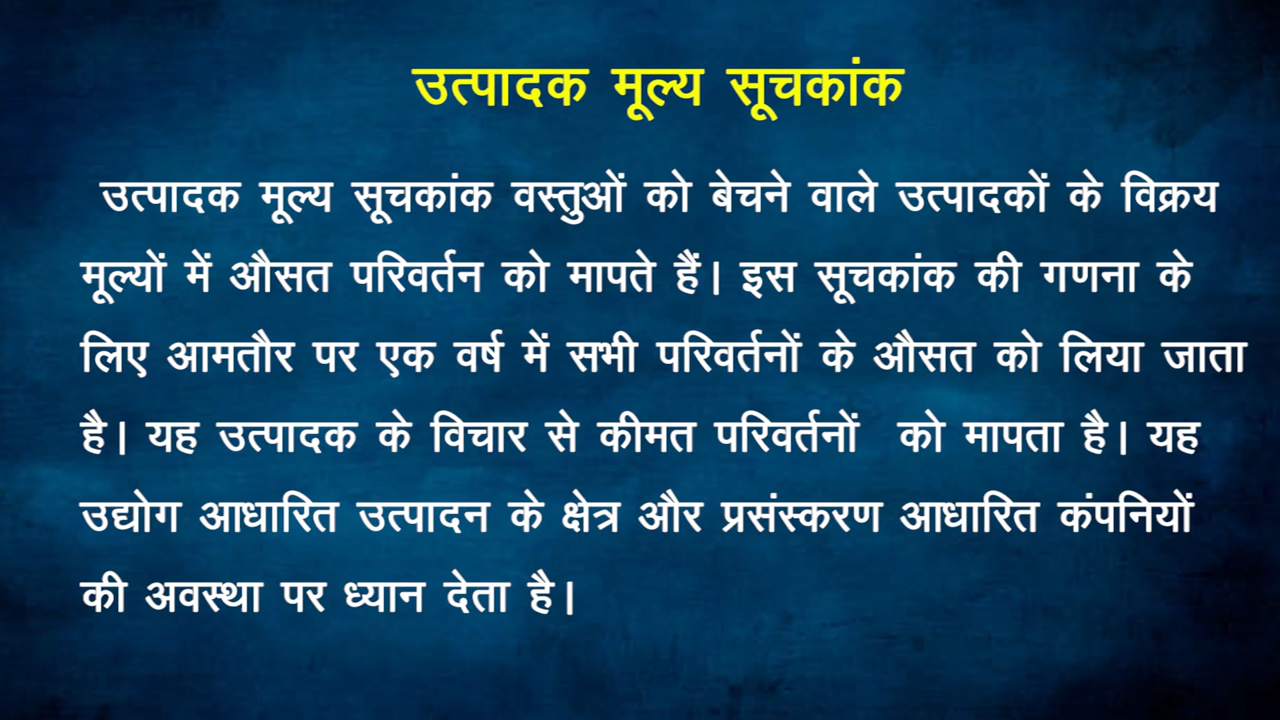 उत्पादक मूल्य सूचकांक
उत्पादक मूल्य सूचकांक वस्तुओं को बेचने वाले उत्पादकों के विक्रय
मूल्यों में औसत परिवर्तन को मापते हैं। इस सूचकांक की गणना के
लिए आमतौर पर एक वर्ष में सभी परिवर्तनों के औसत को लिया जाता
है। यह उत्पादक के विचार से कीमत परिवर्तनों को मापता है। यह
उद्योग आधारित उत्पादन के क्षेत्र और प्रसंस्करण आधारित कंपनियों
की अवस्था पर ध्यान देता है।